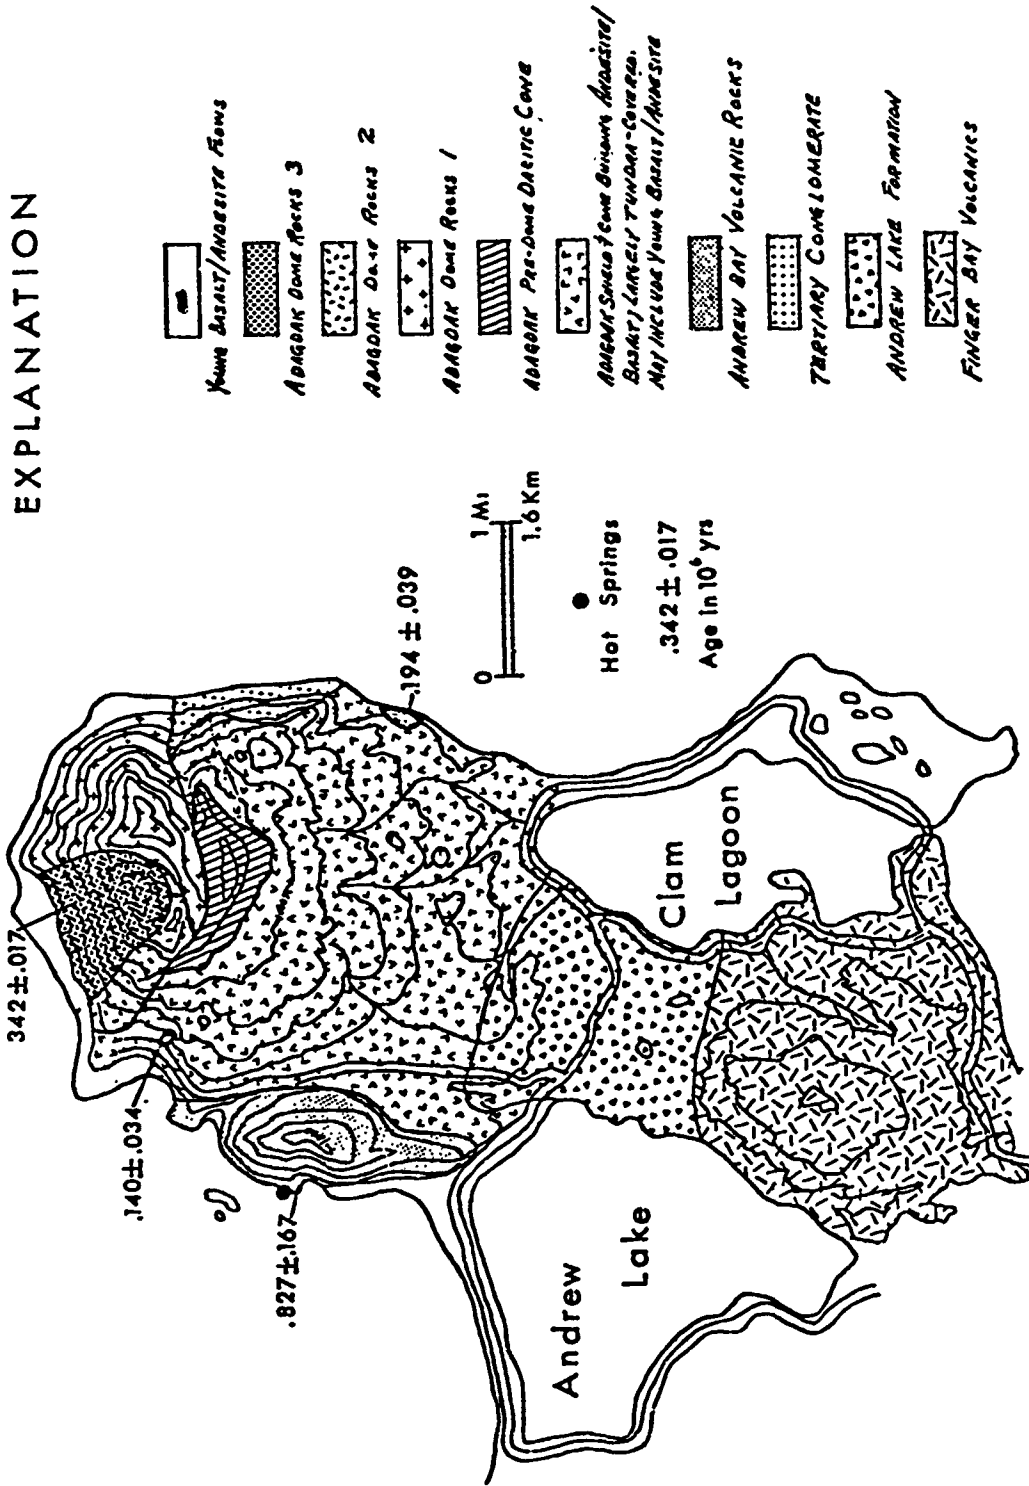 EXPLANATION
YOUNG BASALT/ANDESITE FLOWS
ADAGDAK DOME ROCKS 3
ADAGDAK DOME ROCKS 2
ADAGDAK DOME ROCKS 1
ADAGDAK PRE-DOME DACITIC CONE
ADAGDAK SHIELD & CONE BUILDING ANDESITE/
BASALT; LARGELY TUNDRA-COVERED.
MAY INCLUDE YOUNG BASALT/ANDESITE
ANDREW BAY VOLCANIC ROCKS
TERTIARY CONGLOMERATE
ANDREW LAKE FORMATION
FINGER BAY VOLCANICS
0 1 MI
1.6 Km
Hot Springs
.342 ± .017
Age in 10⁶ yrs
342 ± .017
.140 ± .034
.827 ± .167
.194 ± .039
Clam
Lagoon
Andrew
Lake